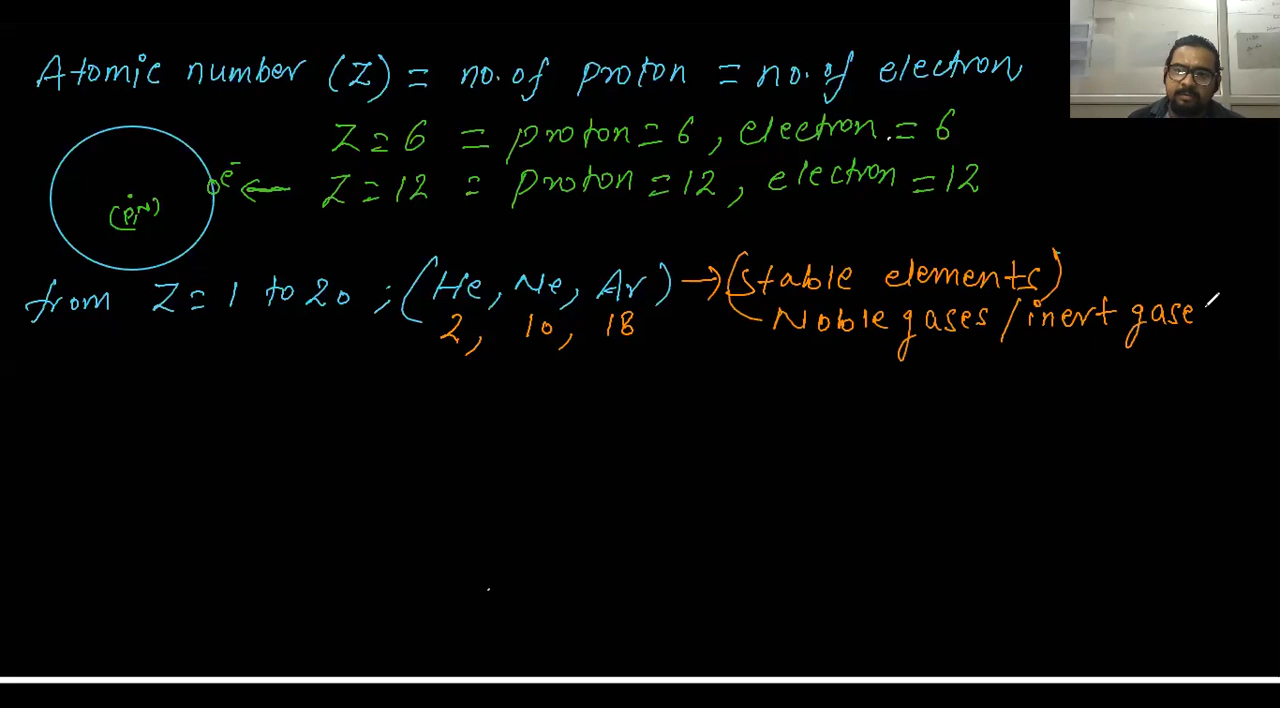 Atomic number (Z) = no. of proton = no. of electron
Z = 6 = proton = 6, electron = 6
e⁻ ← Z = 12 = proton = 12, electron = 12
(P,N)
from Z = 1 to 20 ; (He, Ne, Ar) → (stable elements)
2, 10, 18 Noble gases / inert gase